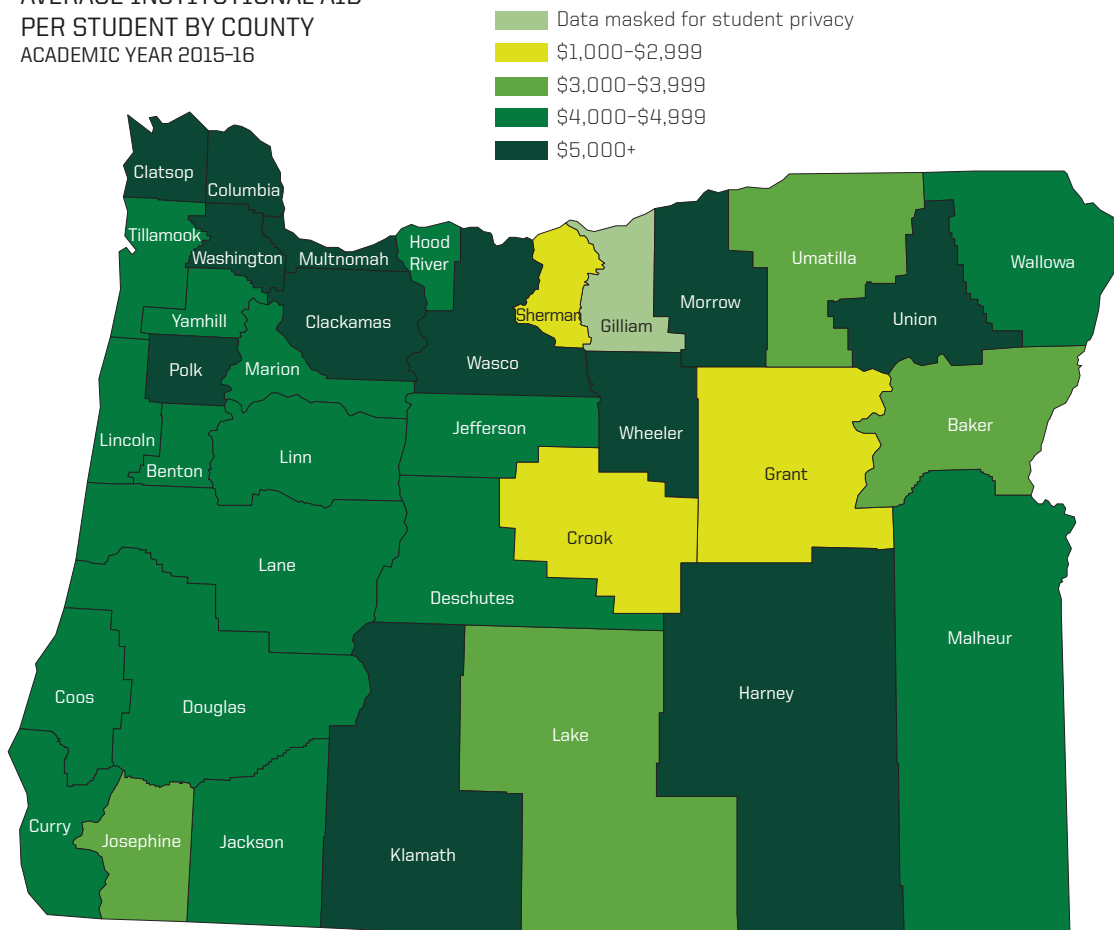 AVERAGE INSTITUTIONAL AID
PER STUDENT BY COUNTY
ACADEMIC YEAR 2015–16
Data masked for student privacy
$1,000–$2,999
$3,000–$3,999
$4,000–$4,999
$5,000+
Clatsop
Columbia
Tillamook
Washington
Multnomah
Hood
River
Sherman
Gilliam
Morrow
Umatilla
Wallowa
Union
Yamhill
Clackamas
Wasco
Polk
Marion
Lincoln
Benton
Linn
Jefferson
Wheeler
Grant
Baker
Crook
Lane
Deschutes
Malheur
Coos
Douglas
Lake
Harney
Curry
Josephine
Jackson
Klamath